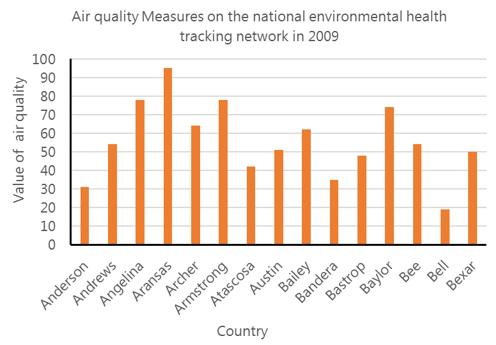 Air quality Measures on the national environmental health
tracking network in 2009
Value of  air quality
100
90
80
70
60
50
40
30
20
10
0
Anderson
Andrews
Angelina
Aransas
Archer
Armstrong
Atascosa
Austin
Bailey
Bandera
Bastrop
Baylor
Bee
Bell
Bexar
Country